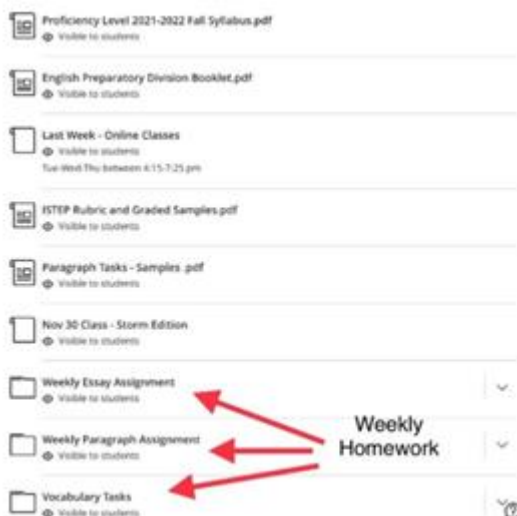 Proficiency Level 2021-2022 Fall Syllabus.pdf
Visible to students
English Preparatory Division Booklet.pdf
Visible to students
Last Week - Online Classes
Visible to students
Tue-Wed-Thu between 4:15-7:25 pm
ISTEP Rubric and Graded Samples.pdf
Visible to students
Paragraph Tasks - Samples .pdf
Visible to students
Nov 30 Class - Storm Edition
Visible to students
Weekly Essay Assignment
Visible to students
Weekly Paragraph Assignment
Visible to students
Weekly
Homework
Vocabulary Tasks
Visible to students